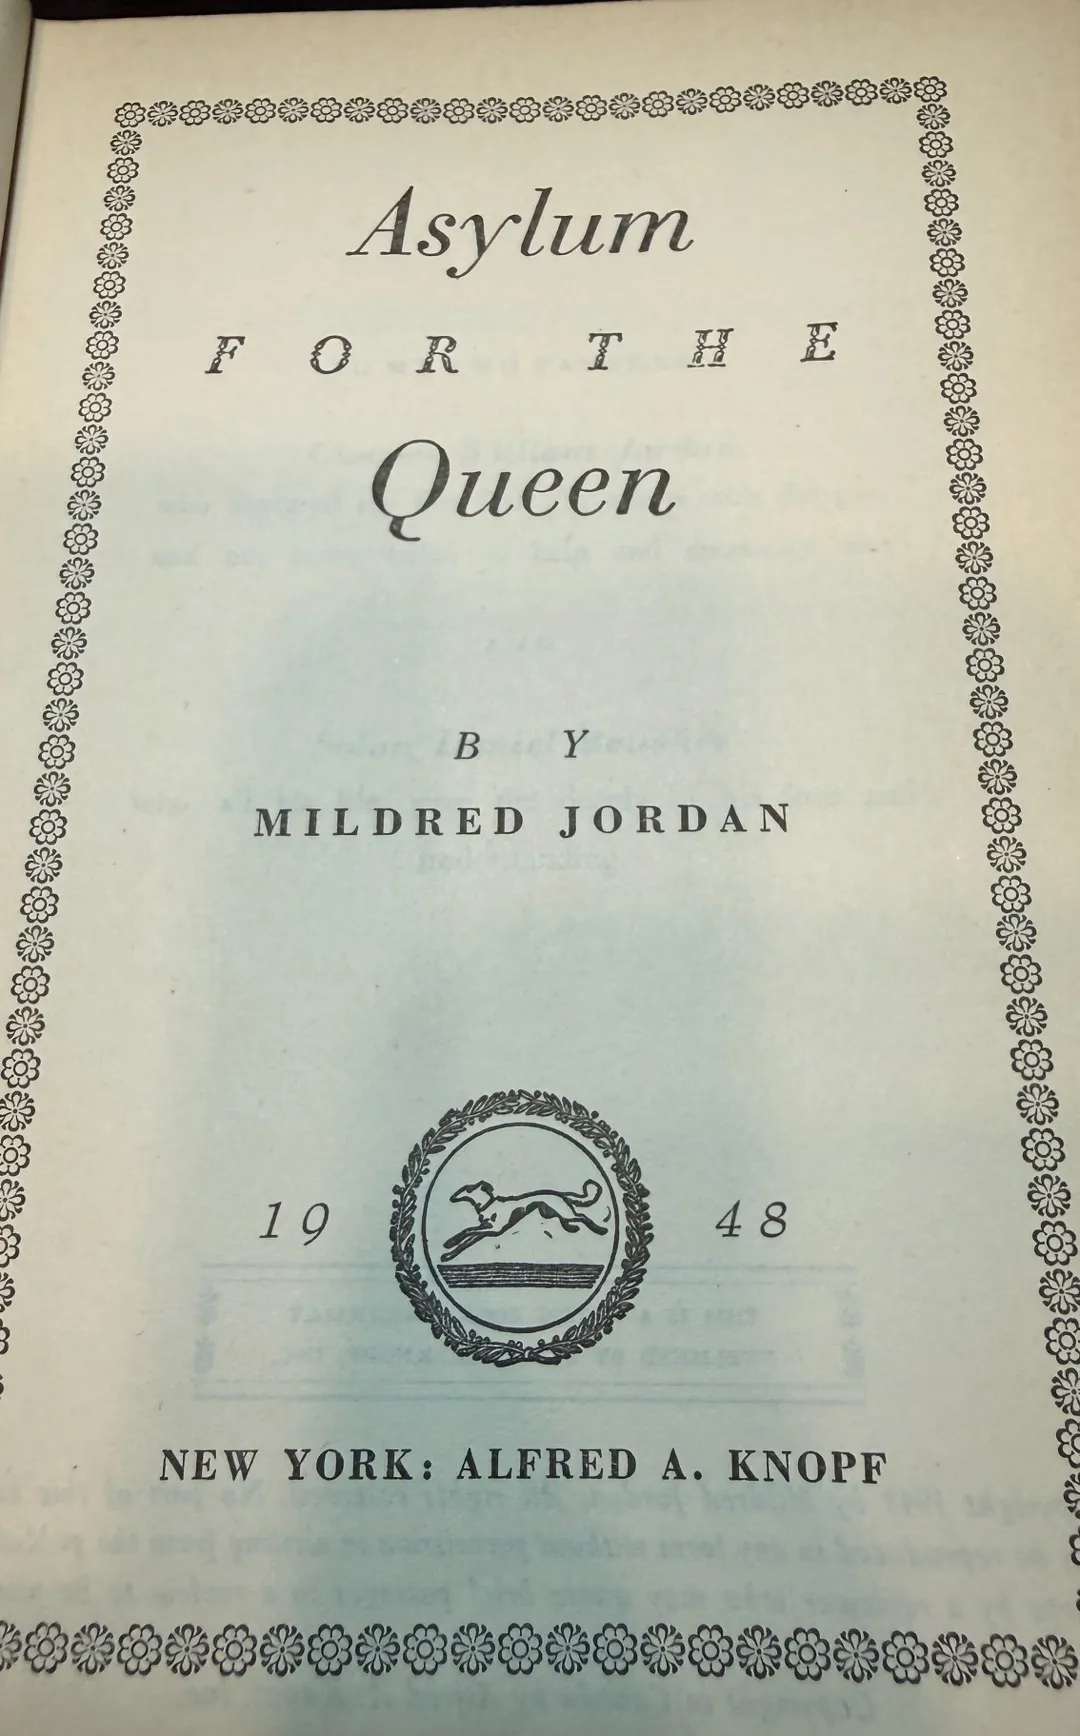 Asylum
FOR THE
Queen
BY
MILDRED JORDAN
19 48
NEW YORK: ALFRED A. KNOPF